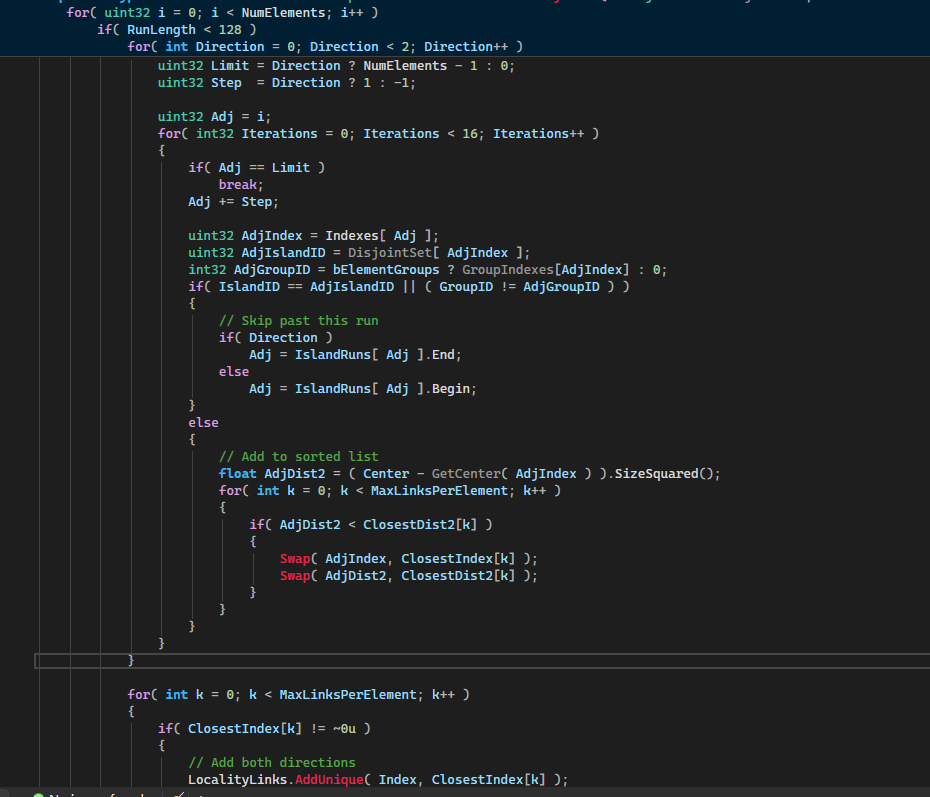 for( uint32 i = 0; i < NumElements; i++ )
if( RunLength < 128 )
for( int Direction = 0; Direction < 2; Direction++ )
uint32 Limit = Direction ? NumElements - 1 : 0;
uint32 Step  = Direction ? 1 : -1;
uint32 Adj = i;
for( int32 Iterations = 0; Iterations < 16; Iterations++ )
{
if( Adj == Limit )
break;
Adj += Step;
uint32 AdjIndex = Indexes[ Adj ];
uint32 AdjIslandID = DisjointSet[ AdjIndex ];
int32 AdjGroupID = bElementGroups ? GroupIndexes[AdjIndex] : 0;
if( IslandID == AdjIslandID || ( GroupID != AdjGroupID ) )
{
// Skip past this run
if( Direction )
Adj = IslandRuns[ Adj ].End;
else
Adj = IslandRuns[ Adj ].Begin;
}
else
{
// Add to sorted list
float AdjDist2 = ( Center - GetCenter( AdjIndex ) ).SizeSquared();
for( int k = 0; k < MaxLinksPerElement; k++ )
{
if( AdjDist2 < ClosestDist2[k] )
{
Swap( AdjIndex, ClosestIndex[k] );
Swap( AdjDist2, ClosestDist2[k] );
}
}
}
}
}
for( int k = 0; k < MaxLinksPerElement; k++ )
{
if( ClosestIndex[k] != ~0u )
{
// Add both directions
LocalityLinks.AddUnique( Index, ClosestIndex[k] );